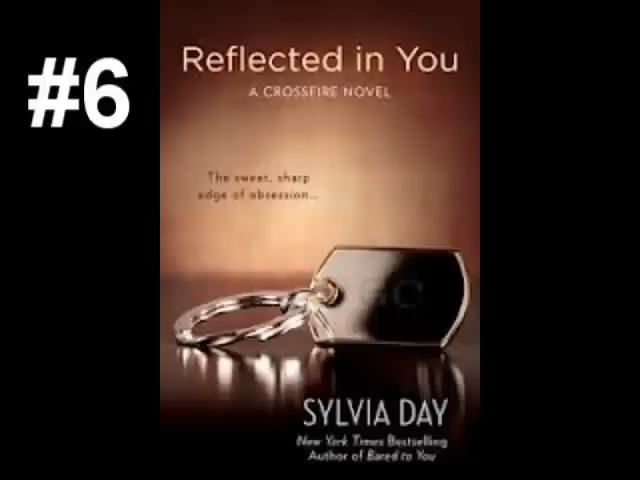 #6
Reflected in You
A CROSSFIRE NOVEL
The sweet, sharp
edge of obsession...
SYLVIA DAY
New York Times Bestselling
Author of Bared to You